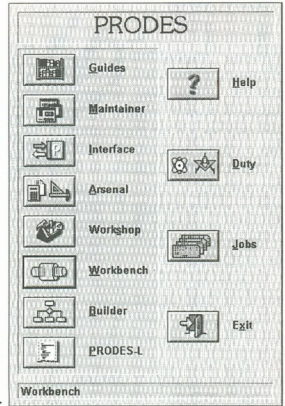 PRODES
Guides
Maintainer
Interface
Arsenal
Workshop
Workbench
Builder
PRODES-L
?
Help
Duty
Jobs
Exit
Workbench